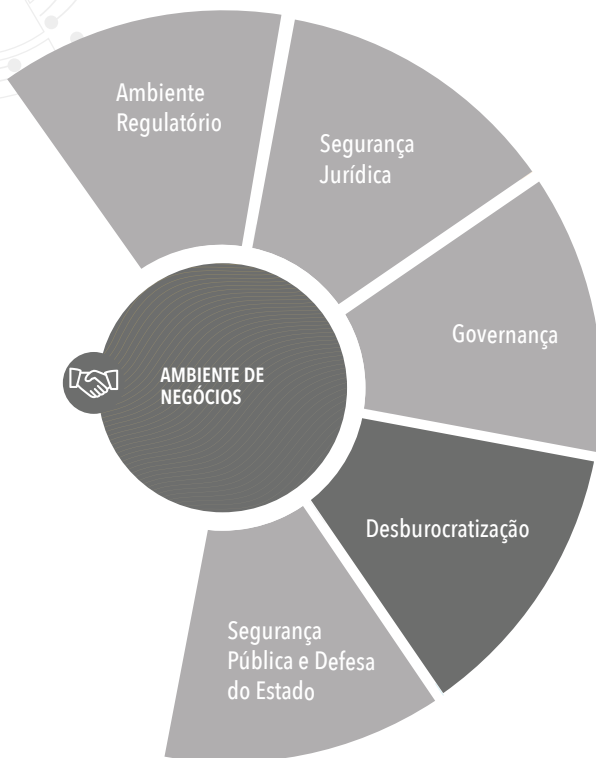 Ambiente
Regulatório
Segurança
Jurídica
Governança
AMBIENTE DE
NEGÓCIOS
Desburocratização
Segurança
Pública e Defesa
do Estado